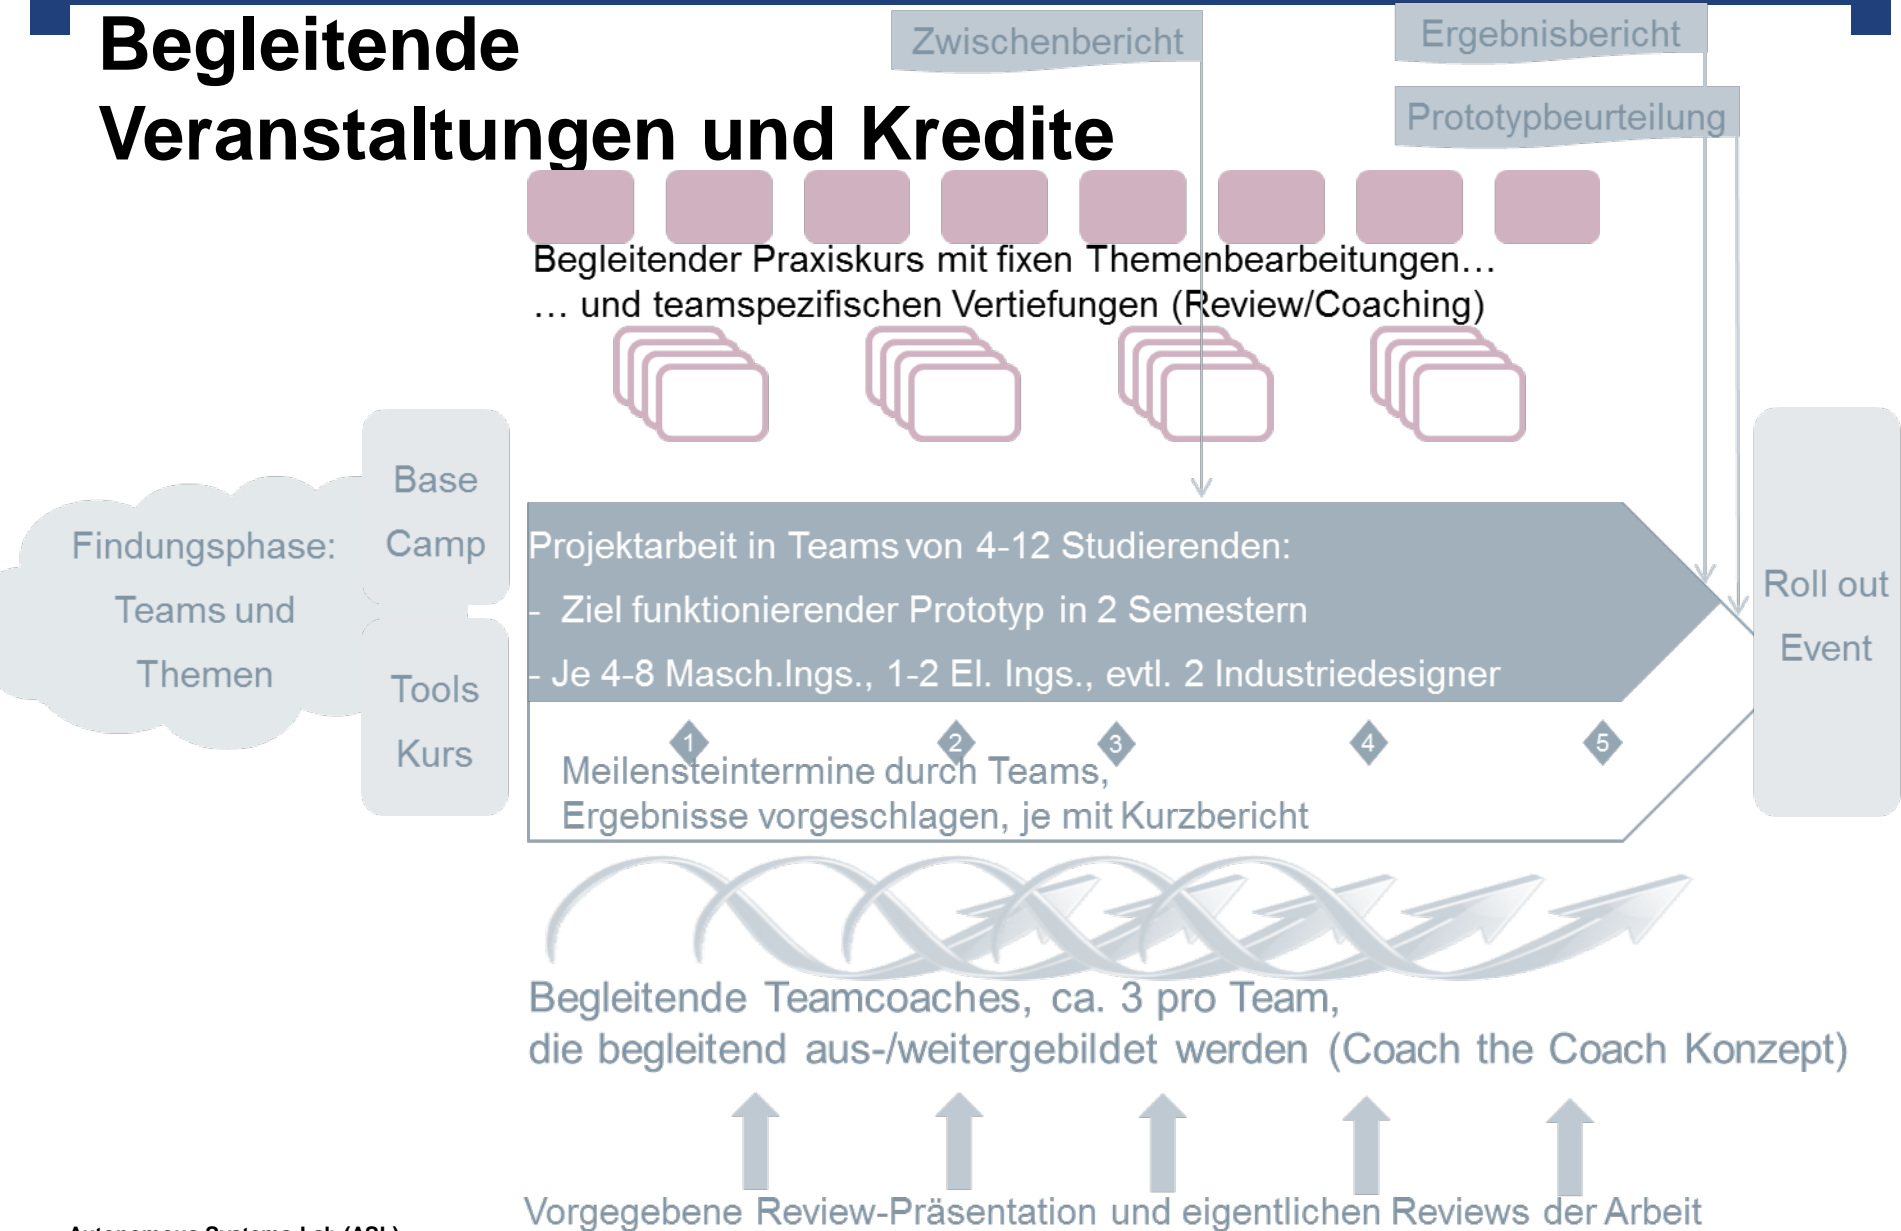 Begleitende
Veranstaltungen und Kredite
Zwischenbericht
Ergebnisbericht
Prototypbeurteilung
Begleitender Praxiskurs mit fixen Themenbearbeitungen…
… und teamspezifischen Vertiefungen (Review/Coaching)
Findungsphase:
Teams und
Themen
Base
Camp
Tools
Kurs
Projektarbeit in Teams von 4-12 Studierenden:
- Ziel funktionierender Prototyp in 2 Semestern
- Je 4-8 Masch.Ings., 1-2 El. Ings., evtl. 2 Industriedesigner
1 2 3 4 5
Meilensteintermine durch Teams,
Ergebnisse vorgeschlagen, je mit Kurzbericht
Roll out
Event
Begleitende Teamcoaches, ca. 3 pro Team,
die begleitend aus-/weitergebildet werden (Coach the Coach Konzept)
Vorgegebene Review-Präsentation und eigentlichen Reviews der Arbeit
Autonomous Systems Lab (ASL)